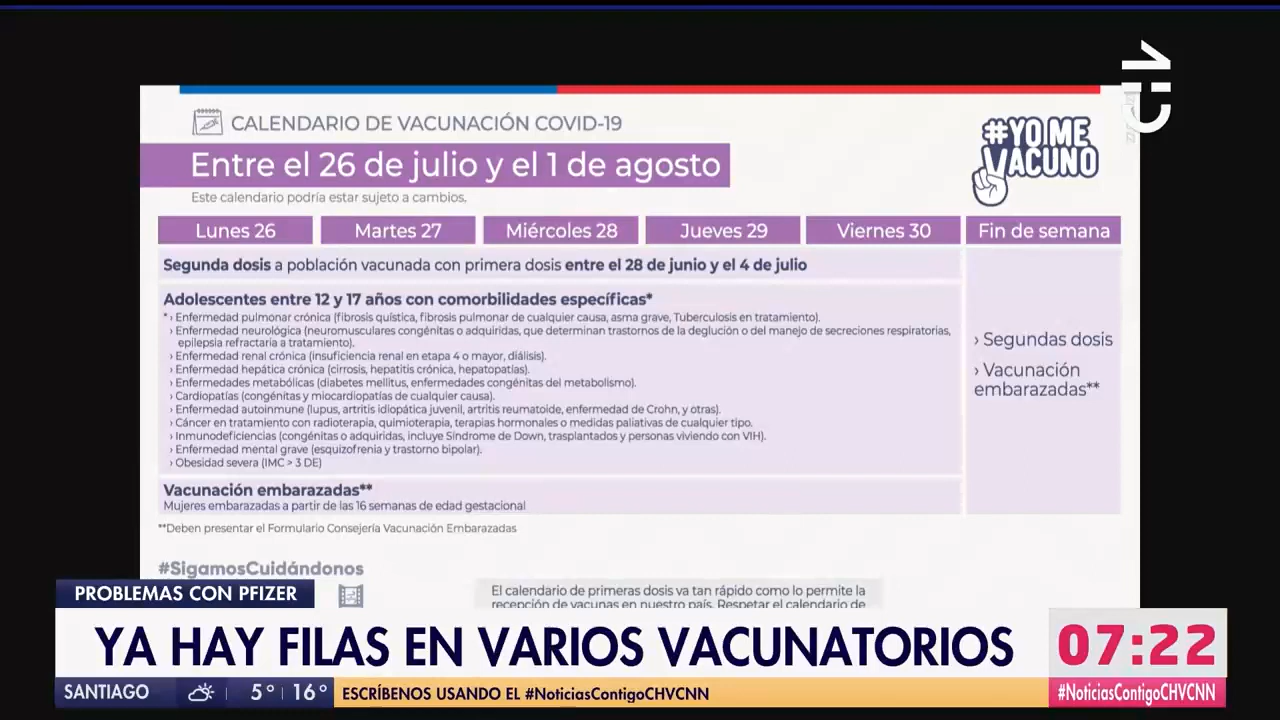 CHV
CALENDARIO DE VACUNACIÓN COVID-19
#YO ME
VACUNO
Entre el 26 de julio y el 1 de agosto
Este calendario podría estar sujeto a cambios.
Lunes 26
Martes 27
Miércoles 28
Jueves 29
Viernes 30
Fin de semana
Segunda dosis a población vacunada con primera dosis entre el 28 de junio y el 4 de julio
Adolescentes entre 12 y 17 años con comorbilidades específicas*
* › Enfermedad pulmonar crónica (fibrosis quística, fibrosis pulmonar de cualquier causa, asma grave, Tuberculosis en tratamiento).
› Enfermedad neurológica (neuromusculares congénitas o adquiridas, que determinan trastornos de la deglución o del manejo de secreciones respiratorias,
epilepsia refractaria a tratamiento).
› Enfermedad renal crónica (insuficiencia renal en etapa 4 o mayor, diálisis).
› Enfermedad hepática crónica (cirrosis, hepatitis crónica, hepatopatías).
› Enfermedades metabólicas (diabetes mellitus, enfermedades congénitas del metabolismo).
› Cardiopatías (congénitas y miocardiopatías de cualquier causa).
› Enfermedad autoinmune (lupus, artritis idiopática juvenil, artritis reumatoide, enfermedad de Crohn, y otras).
› Cáncer en tratamiento con radioterapia, quimioterapia, terapias hormonales o medidas paliativas de cualquier tipo.
› Inmunodeficiencias (congénitas o adquiridas, incluye Síndrome de Down, trasplantados y personas viviendo con VIH).
› Enfermedad mental grave (esquizofrenia y trastorno bipolar).
› Obesidad severa (IMC > 3 DE)
› Segundas dosis
› Vacunación
embarazadas**
Vacunación embarazadas**
Mujeres embarazadas a partir de las 16 semanas de edad gestacional
**Deben presentar el Formulario Consejería Vacunación Embarazadas
#SigamosCuidándonos
El calendario de primeras dosis va tan rápido como lo permite la
recepción de vacunas en nuestro país. Respetar el calendario de
PROBLEMAS CON PFIZER
YA HAY FILAS EN VARIOS VACUNATORIOS
07:22
SANTIAGO
5° | 16°
ESCRÍBENOS USANDO EL #NoticiasContigoCHVCNN
#NoticiasContigoCHVCNN